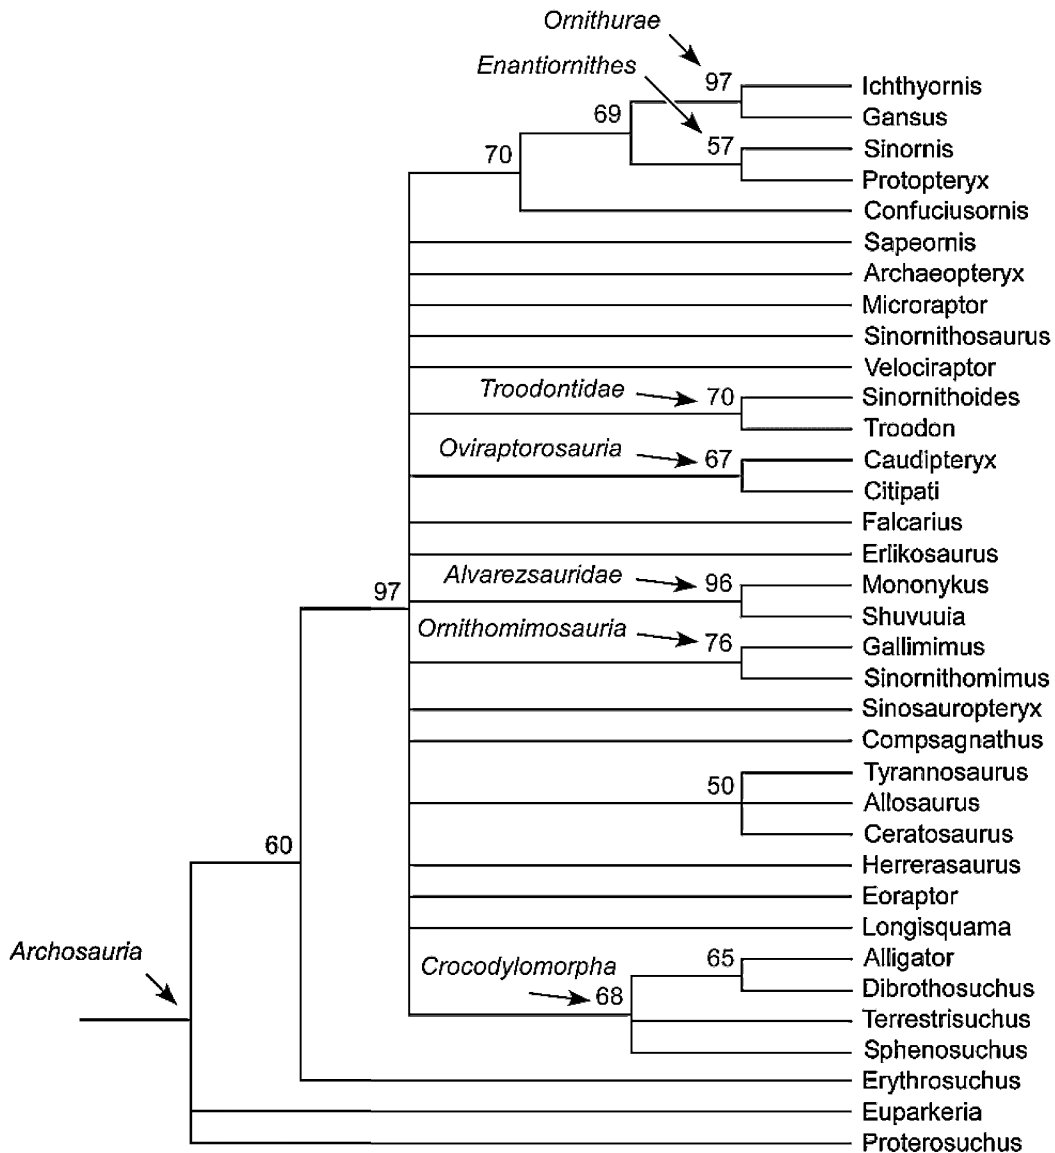 Ornithurae
Enantiornithes
97
Ichthyornis
69
Gansus
57
Sinornis
70
Protopteryx
Confuciusornis
Sapeornis
Archaeopteryx
Microraptor
Sinornithosaurus
Velociraptor
Troodontidae
70
Sinornithoides
Troodon
Oviraptorosauria
67
Caudipteryx
Citipati
Falcarius
Erlikosaurus
Alvarezsauridae
96
Mononykus
97
Shuvuuia
Ornithomimosauria
76
Gallimimus
Sinornithomimus
Sinosauropteryx
Compsagnathus
Tyrannosaurus
50
Allosaurus
Ceratosaurus
60
Herrerasaurus
Eoraptor
Longisquama
Archosauria
Crocodylomorpha
65
Alligator
68
Dibrothosuchus
Terrestrisuchus
Sphenosuchus
Erythrosuchus
Euparkeria
Proterosuchus